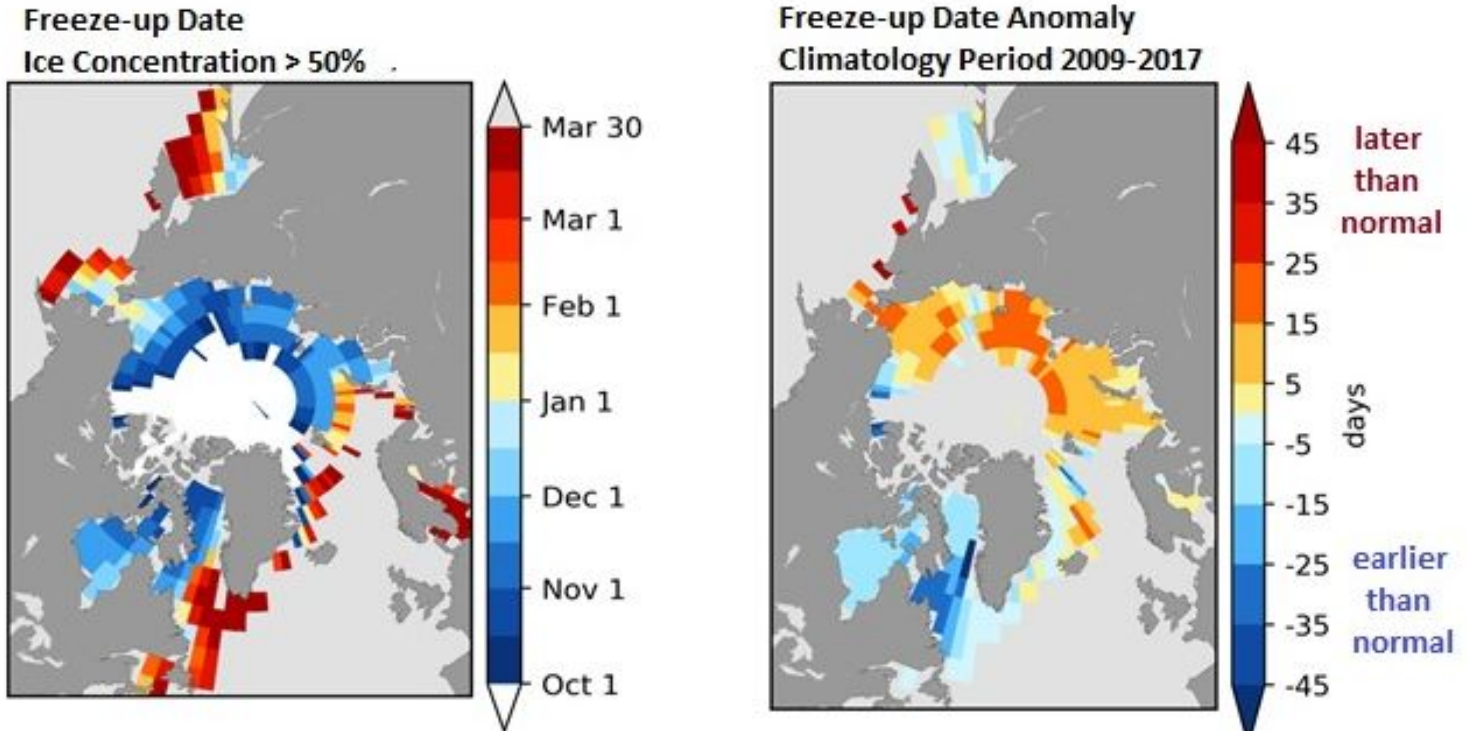 Freeze-up Date
Ice Concentration > 50% .
Mar 30
Mar 1
Feb 1
Jan 1
Dec 1
Nov 1
Oct 1
Freeze-up Date Anomaly
Climatology Period 2009-2017
45
35
25
15
5
-5
-15
-25
-35
-45
days
later
than
normal
earlier
than
normal